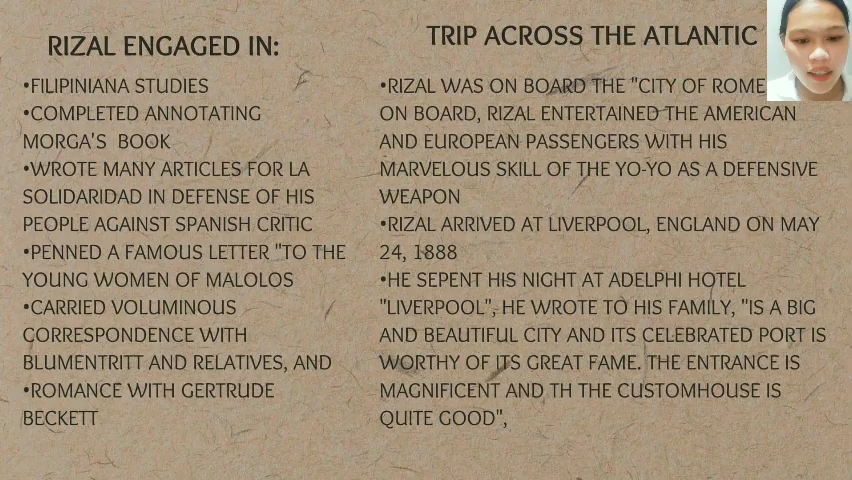 RIZAL ENGAGED IN:
•FILIPINIANA STUDIES
•COMPLETED ANNOTATING
MORGA'S BOOK
•WROTE MANY ARTICLES FOR LA
SOLIDARIDAD IN DEFENSE OF HIS
PEOPLE AGAINST SPANISH CRITIC
•PENNED A FAMOUS LETTER "TO THE
YOUNG WOMEN OF MALOLOS
•CARRIED VOLUMINOUS
CORRESPONDENCE WITH
BLUMENTRITT AND RELATIVES, AND
•ROMANCE WITH GERTRUDE
BECKETT
TRIP ACROSS THE ATLANTIC
•RIZAL WAS ON BOARD THE "CITY OF ROME
ON BOARD, RIZAL ENTERTAINED THE AMERICAN
AND EUROPEAN PASSENGERS WITH HIS
MARVELOUS SKILL OF THE YO-YO AS A DEFENSIVE
WEAPON
•RIZAL ARRIVED AT LIVERPOOL, ENGLAND ON MAY
24, 1888
•HE SEPENT HIS NIGHT AT ADELPHI HOTEL
"LIVERPOOL", HE WROTE TO HIS FAMILY, "IS A BIG
AND BEAUTIFUL CITY AND ITS CELEBRATED PORT IS
WORTHY OF ITS GREAT FAME. THE ENTRANCE IS
MAGNIFICENT AND TH THE CUSTOMHOUSE IS
QUITE GOOD",